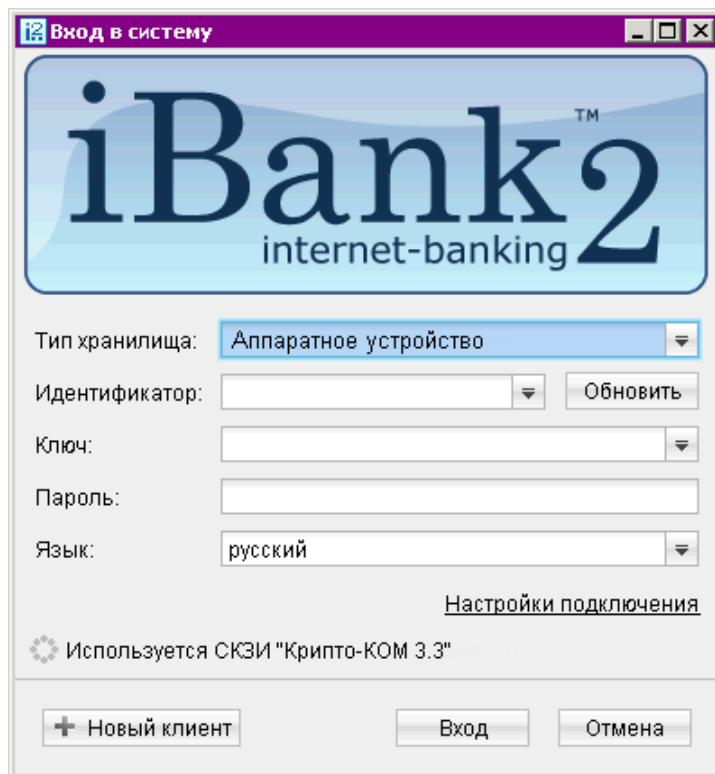 Вход в систему
iBank 2 ™
internet-banking
Тип хранилища: Аппаратное устройство
Идентификатор: Обновить
Ключ:
Пароль:
Язык: русский
Настройки подключения
Используется СКЗИ "Крипто-КОМ 3.3"
Новый клиент Вход Отмена